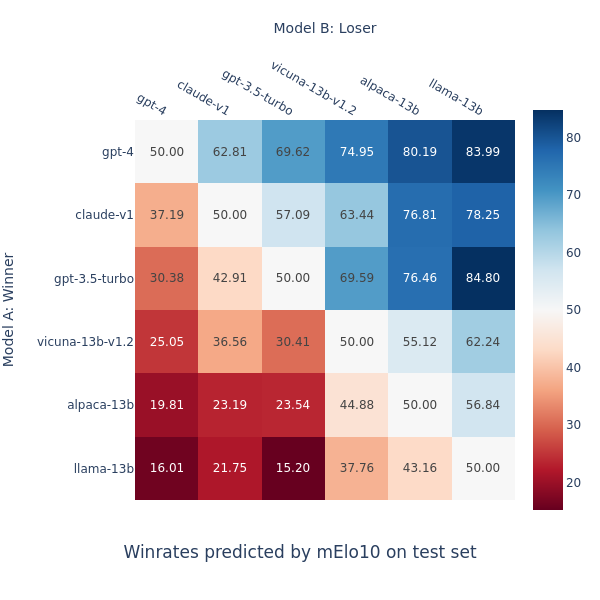 Model B: Loser
gpt-4 claude-v1 gpt-3.5-turbo vicuna-13b-v1.2 alpaca-13b llama-13b
Model A: Winner
gpt-4 50.00 62.81 69.62 74.95 80.19 83.99
claude-v1 37.19 50.00 57.09 63.44 76.81 78.25
gpt-3.5-turbo 30.38 42.91 50.00 69.59 76.46 84.80
vicuna-13b-v1.2 25.05 36.56 30.41 50.00 55.12 62.24
alpaca-13b 19.81 23.19 23.54 44.88 50.00 56.84
llama-13b 16.01 21.75 15.20 37.76 43.16 50.00
80
70
60
50
40
30
20
Winrates predicted by mElo10 on test set